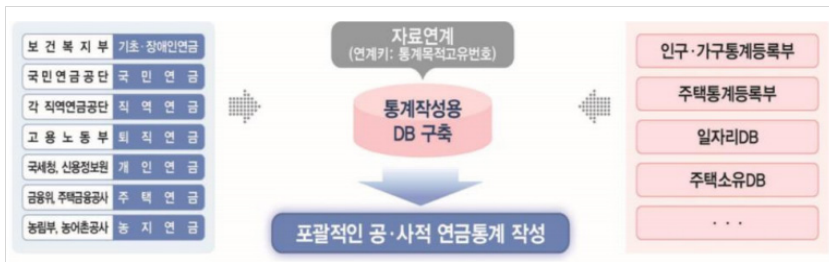 보건복지부 기초·장애인연금
국민연금공단 국민연금
각 직역연금공단 직역연금
고용노동부 퇴직연금
국세청, 신용정보원 개인연금
금융위, 주택금융공사 주택연금
농림부, 농어촌공사 농지연금
자료연계
(연계키: 통계목적고유번호)
통계작성용
DB 구축
포괄적인 공·사적 연금통계 작성
인구·가구통계등록부
주택통계등록부
일자리DB
주택소유DB
· · ·